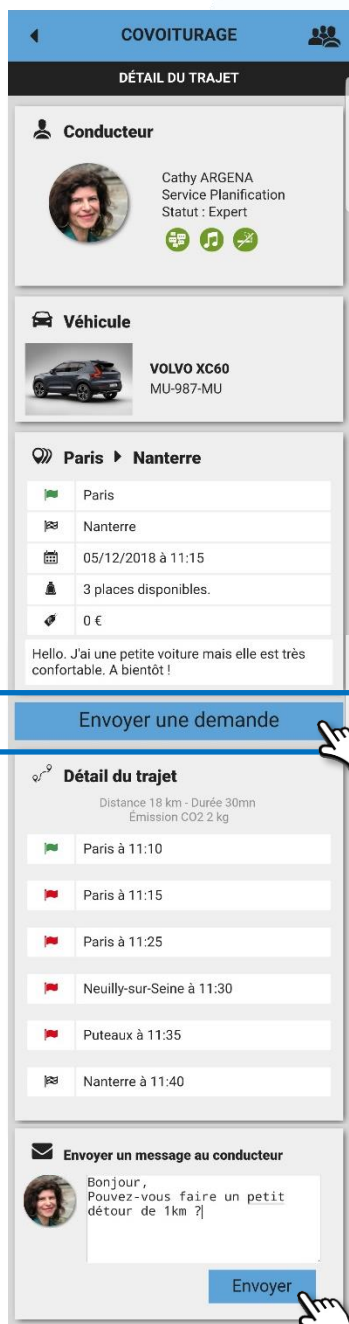 COVOITURAGE
DÉTAIL DU TRAJET
Conducteur
Cathy ARGENA
Service Planification
Statut : Expert
Véhicule
VOLVO XC60
MU-987-MU
Paris Nanterre
Paris
Nanterre
05/12/2018 à 11:15
3 places disponibles.
0 €
Hello. J'ai une petite voiture mais elle est très
confortable. A bientôt !
Envoyer une demande
Détail du trajet
Distance 18 km - Durée 30mn
Émission CO2 2 kg
Paris à 11:10
Paris à 11:15
Paris à 11:25
Neuilly-sur-Seine à 11:30
Puteaux à 11:35
Nanterre à 11:40
Envoyer un message au conducteur
Bonjour,
Pouvez-vous faire un petit
détour de 1km ?
Envoyer